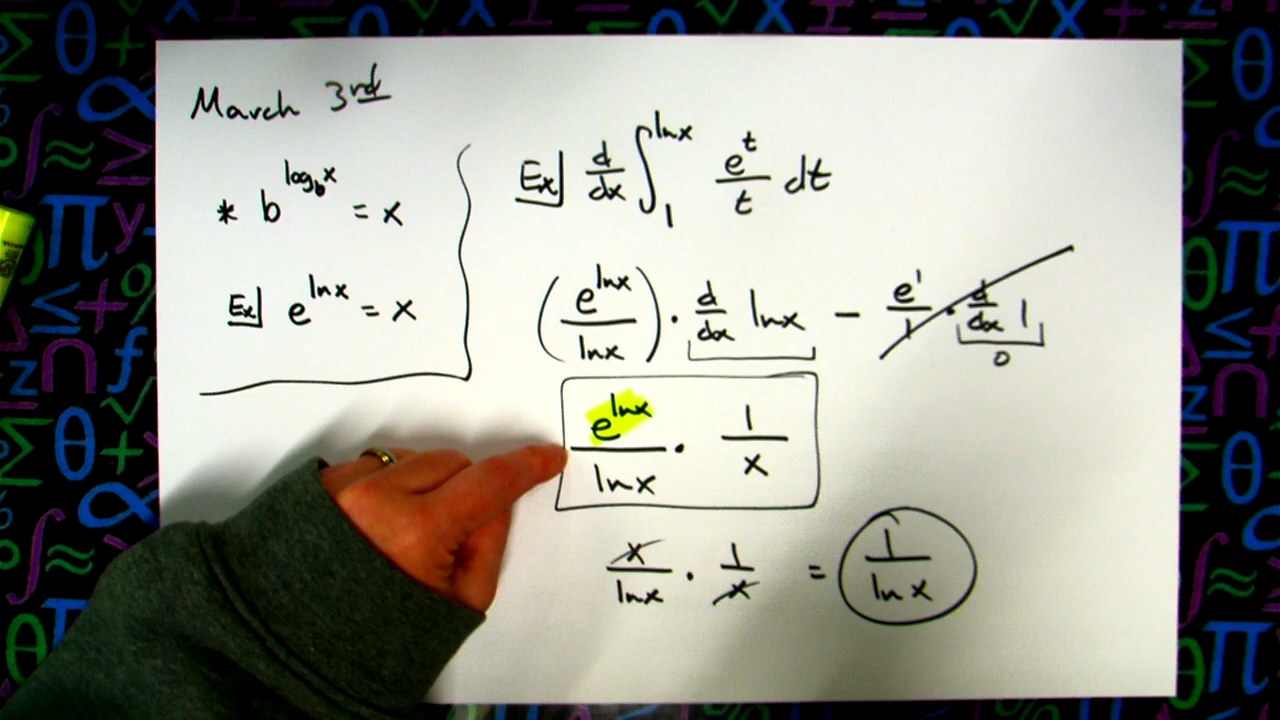 March 3rd
* b^{log_b x} = x
Ex] e^{ln x} = x
Ex] d/dx ∫_1^{ln x} e^t/t dt
(e^{ln x}/ln x) · d/dx ln x − e^1/1 · d/dx 1
0
e^{ln x}/ln x · 1/x
x/ln x · 1/x = 1/ln x